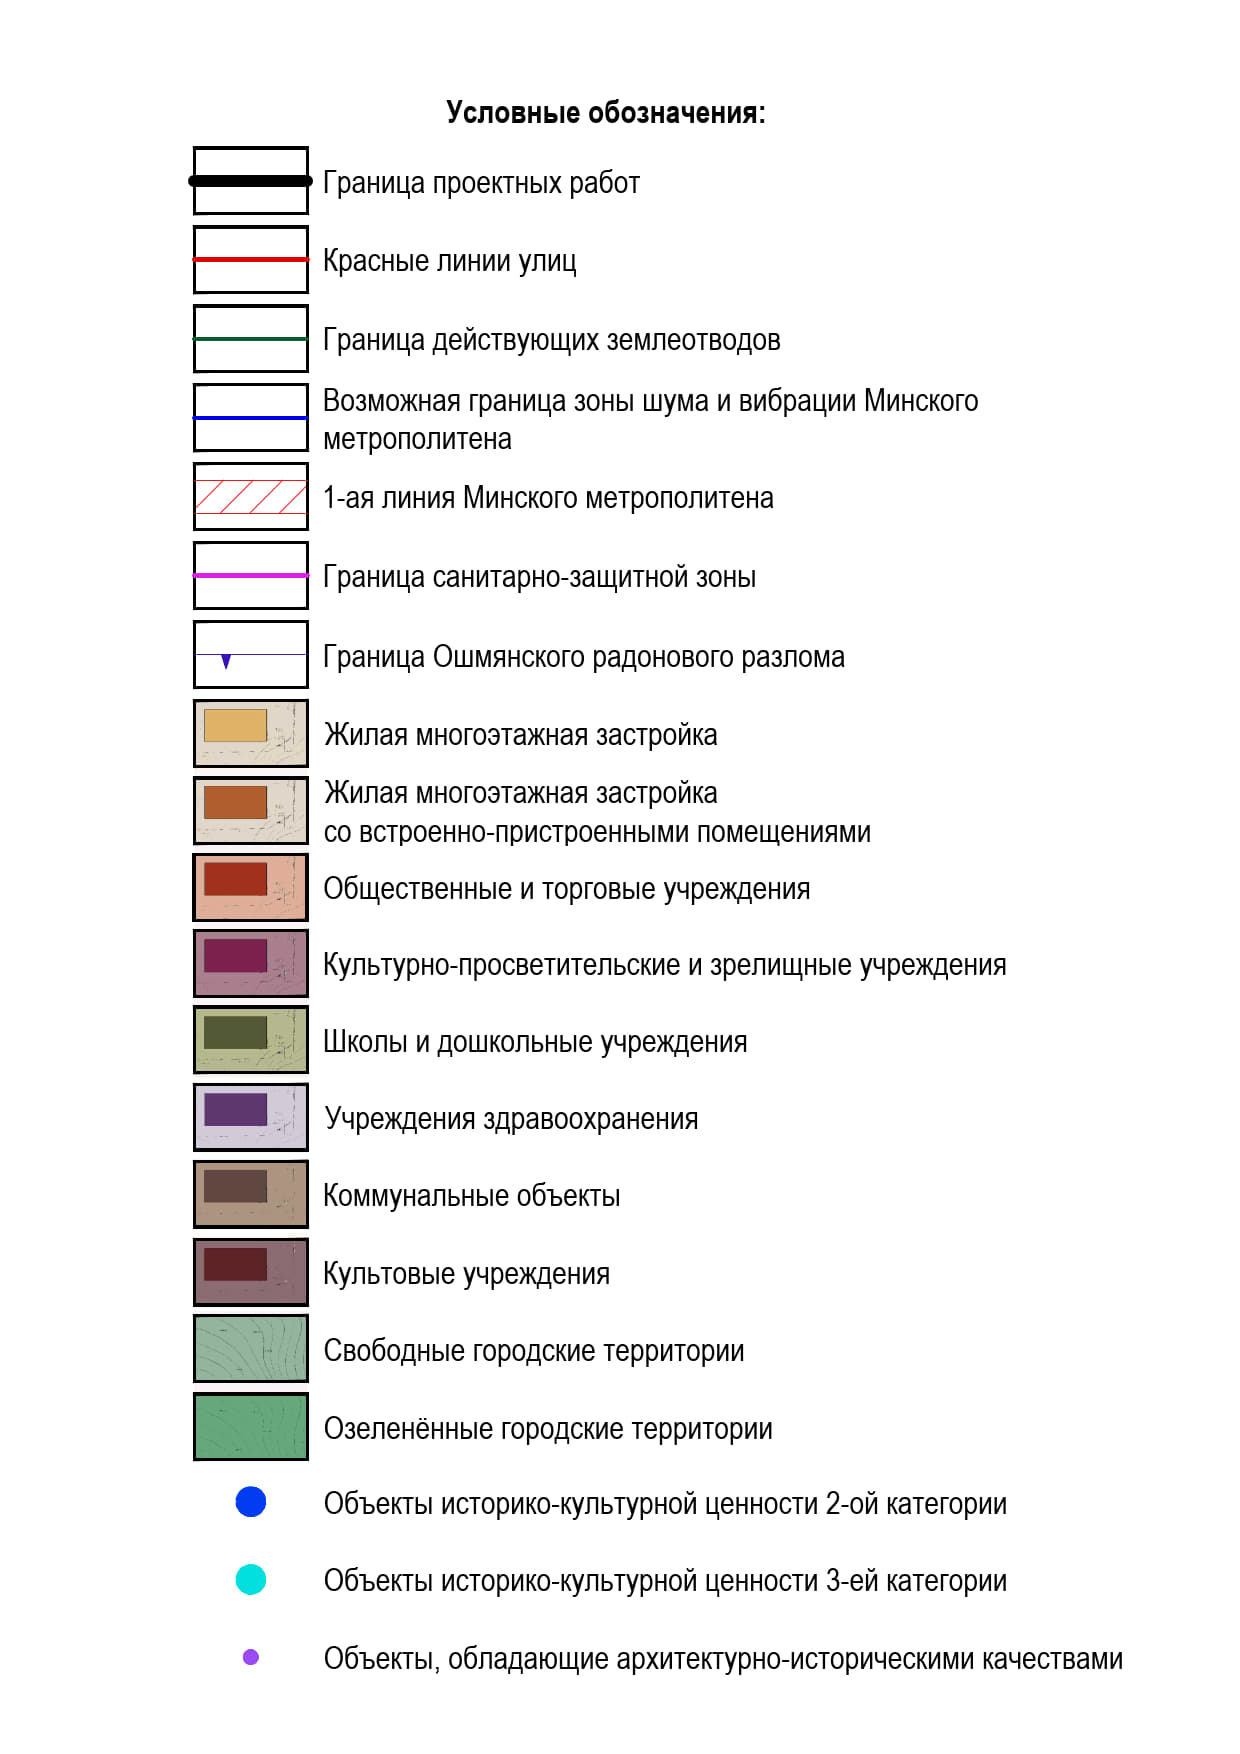 Условные обозначения:
Граница проектных работ
Красные линии улиц
Граница действующих землеотводов
Возможная граница зоны шума и вибрации Минского
метрополитена
1-ая линия Минского метрополитена
Граница санитарно-защитной зоны
Граница Ошмянского радонового разлома
Жилая многоэтажная застройка
Жилая многоэтажная застройка
со встроенно-пристроенными помещениями
Общественные и торговые учреждения
Культурно-просветительские и зрелищные учреждения
Школы и дошкольные учреждения
Учреждения здравоохранения
Коммунальные объекты
Культовые учреждения
Свободные городские территории
Озеленённые городские территории
Объекты историко-культурной ценности 2-ой категории
Объекты историко-культурной ценности 3-ей категории
Объекты, обладающие архитектурно-историческими качествами